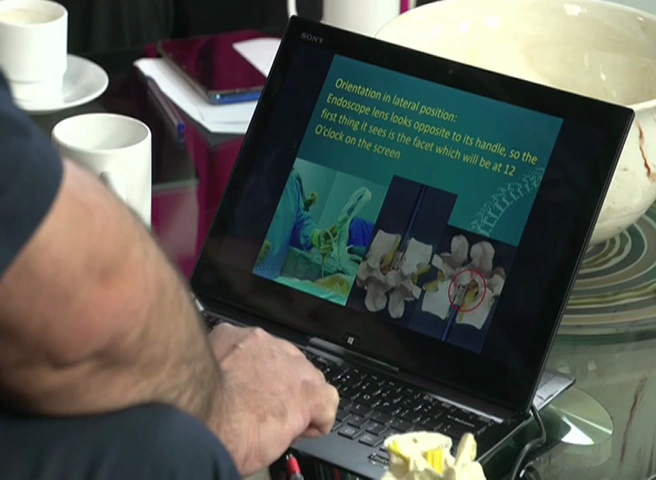 SONY
Orientation in lateral position:
Endoscope lens looks opposite to its handle, so the
first thing it sees is the facet which will be at 12
O'clock on the screen